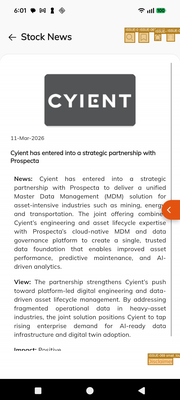 6:01
Stock News
CYIENT
11-Mar-2026
Cyient has entered into a strategic partnership with
Prospecta
News: Cyient has entered into a strategic
partnership with Prospecta to deliver a unified
Master Data Management (MDM) solution for
asset-intensive industries such as mining, energy
and transportation. The joint offering combines
Cyient's engineering and asset lifecycle expertise
with Prospecta's cloud-native MDM and data
governance platform to create a single, trusted
data foundation that enables improved asset
performance, predictive maintenance, and AI-
driven analytics.
View: The partnership strengthens Cyient's push
toward platform-led digital engineering and data-
driven asset lifecycle management. By addressing
fragmented operational data in heavy-asset
industries, the joint solution positions Cyient to tap
rising enterprise demand for AI-ready data
infrastructure and digital twin adoption.
Impact: Positive